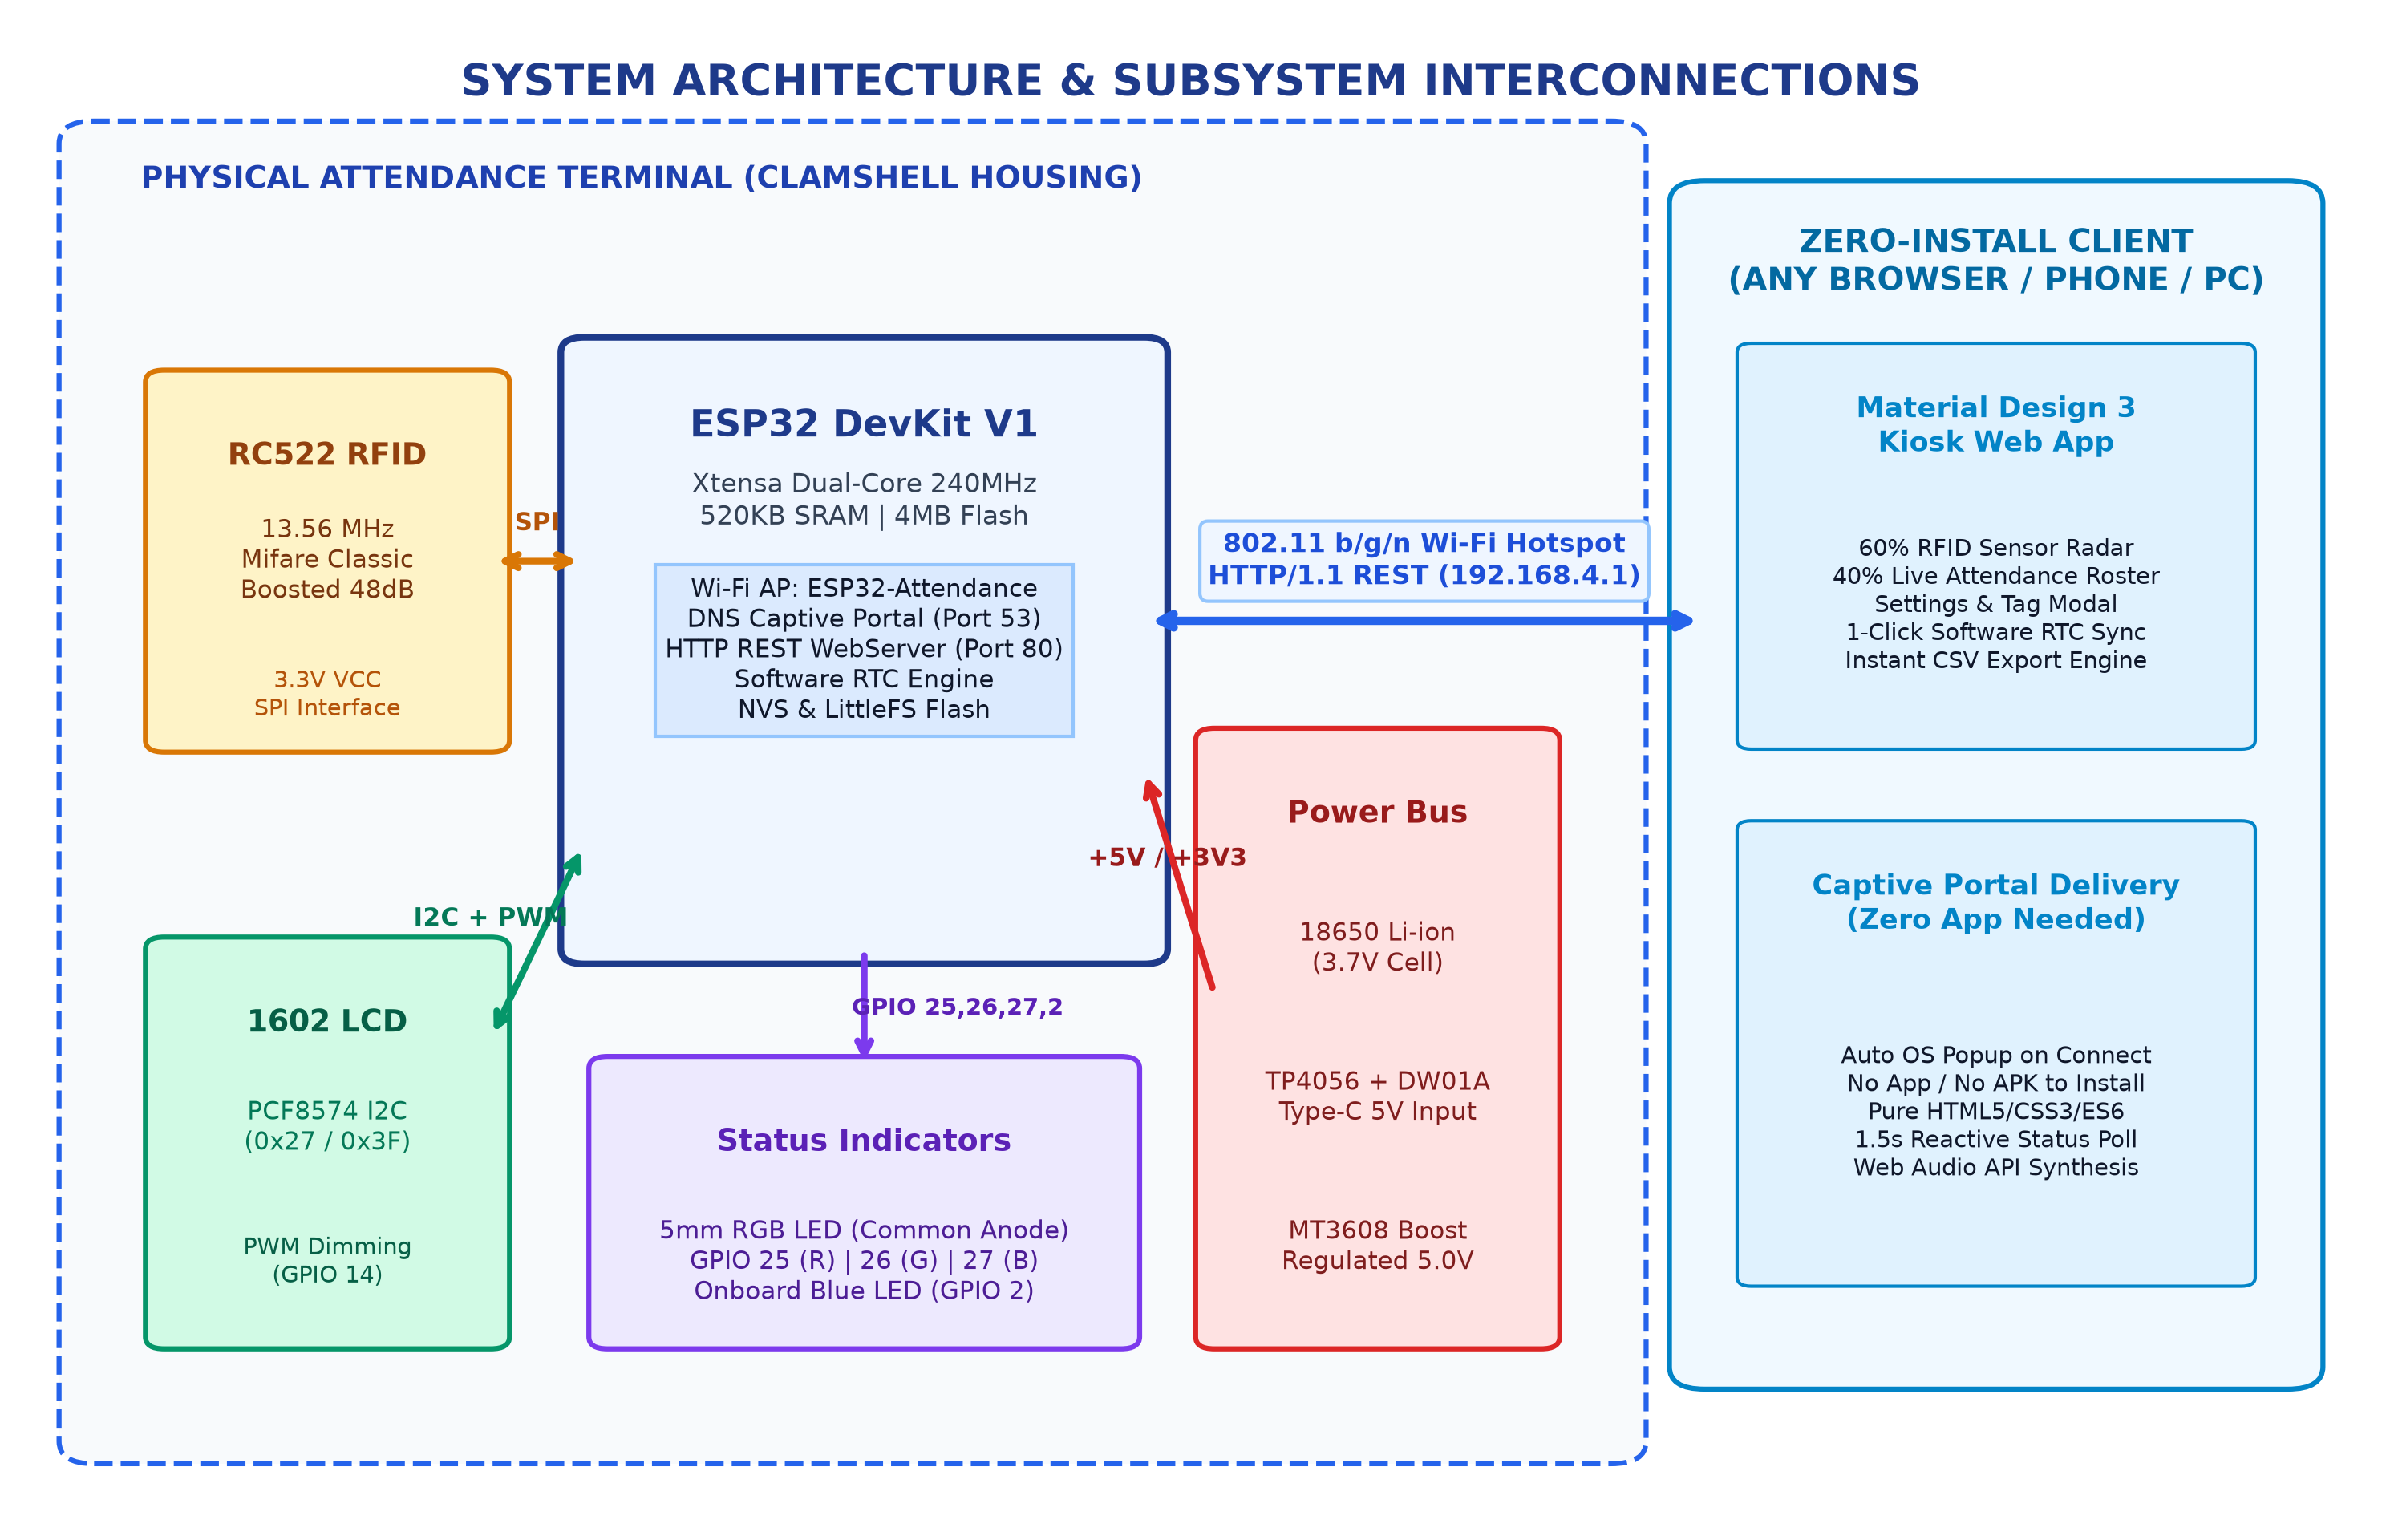 SYSTEM ARCHITECTURE & SUBSYSTEM INTERCONNECTIONS
PHYSICAL ATTENDANCE TERMINAL (CLAMSHELL HOUSING)
RC522 RFID
13.56 MHz
Mifare Classic
Boosted 48dB
3.3V VCC
SPI Interface
SPI
ESP32 DevKit V1
Xtensa Dual-Core 240MHz
520KB SRAM | 4MB Flash
Wi-Fi AP: ESP32-Attendance
DNS Captive Portal (Port 53)
HTTP REST WebServer (Port 80)
Software RTC Engine
NVS & LittleFS Flash
802.11 b/g/n Wi-Fi Hotspot
HTTP/1.1 REST (192.168.4.1)
I2C + PWM
1602 LCD
PCF8574 I2C
(0x27 / 0x3F)
PWM Dimming
(GPIO 14)
GPIO 25,26,27,2
Status Indicators
5mm RGB LED (Common Anode)
GPIO 25 (R) | 26 (G) | 27 (B)
Onboard Blue LED (GPIO 2)
+5V / +3V3
Power Bus
18650 Li-ion
(3.7V Cell)
TP4056 + DW01A
Type-C 5V Input
MT3608 Boost
Regulated 5.0V
ZERO-INSTALL CLIENT
(ANY BROWSER / PHONE / PC)
Material Design 3
Kiosk Web App
60% RFID Sensor Radar
40% Live Attendance Roster
Settings & Tag Modal
1-Click Software RTC Sync
Instant CSV Export Engine
Captive Portal Delivery
(Zero App Needed)
Auto OS Popup on Connect
No App / No APK to Install
Pure HTML5/CSS3/ES6
1.5s Reactive Status Poll
Web Audio API Synthesis